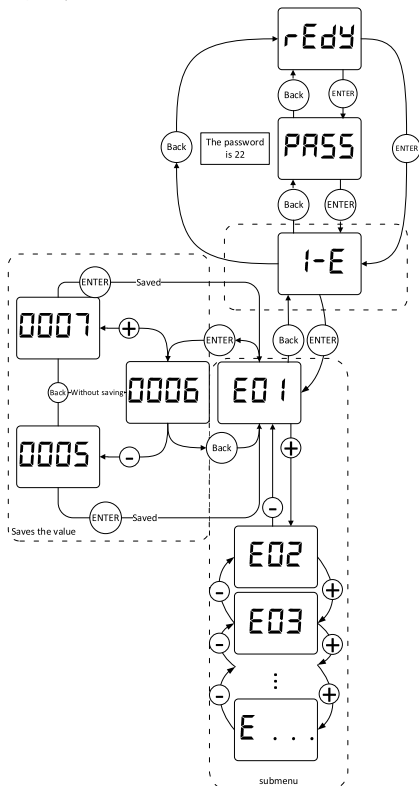 rEdy
Back
ENTER
The password
is 22
PASS
Back
ENTER
Back
ENTER
1-E
ENTER
Saved
0007
+
ENTER
Back
ENTER
Back
Without saving
0006
E01
0005
-
Back
+
ENTER
Saved
-
Saves the value
E02
-
+
E03
-
+
⋮
-
+
E . . .
submenu